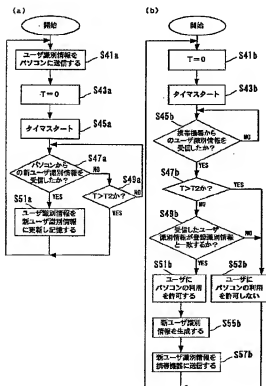 (a)
開始
S41a
ユーザ識別情報を
パソコンに送信する
S43a
T=0
S45a
タイマスタート
S47a
パソコンから
の新ユーザ識別情報を
受信したか?
NO
S49a
T>T2か?
NO
YES
YES
S51a
ユーザ識別情報を
新ユーザ識別情報
に更新し記憶する
(b)
開始
S41b
T=0
S43b
タイマスタート
S45b
携帯機器から
のユーザ識別情報を
受信したか?
NO
YES
S47b
T>T2か?
YES
NO
S49b
受信したユーザ
識別情報が登録識別情報
と一致するか?
NO
YES
S51b
ユーザに
パソコンの利用
を許可する
S53b
ユーザに
パソコンの利用
を許可しない
S55b
新ユーザ識別
情報を生成する
S57b
新ユーザ識別情報を
携帯機器に送信する